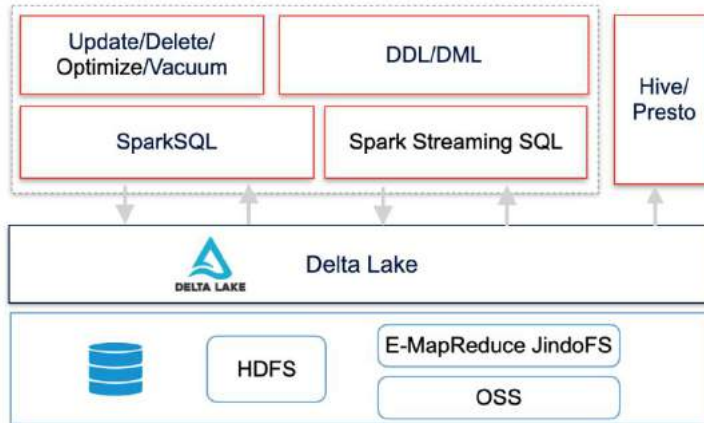 Update/Delete/
Optimize/Vacuum
DDL/DML
Hive/
Presto
SparkSQL
Spark Streaming SQL
DELTA LAKE
Delta Lake
HDFS
E-MapReduce JindoFS
OSS